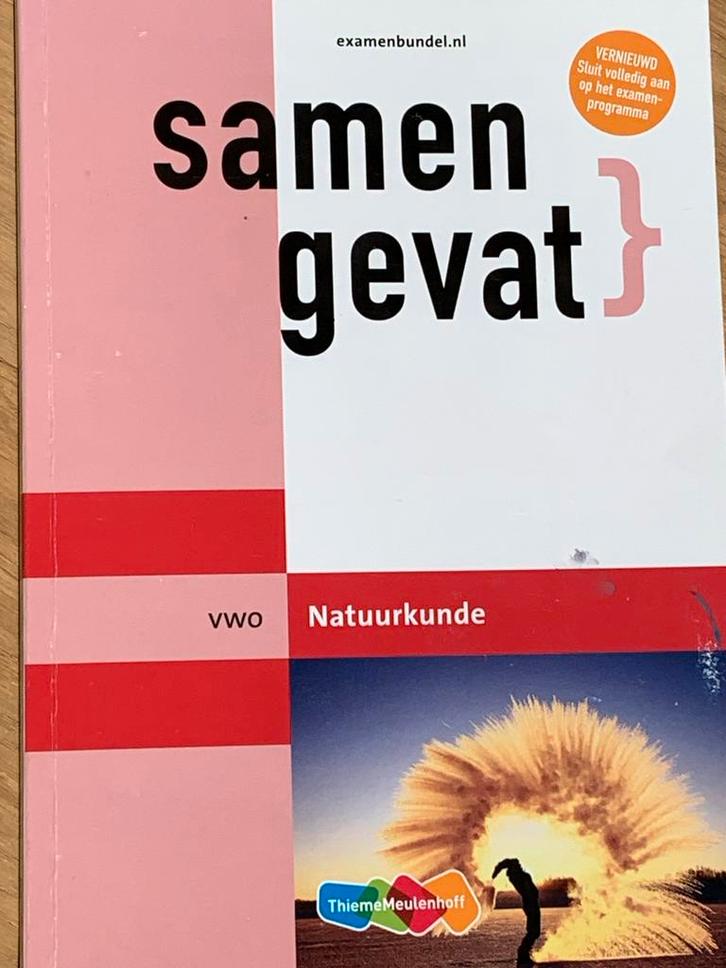 examenbundel.nl
VERNIEUWD
Sluit volledig aan
op het examen-
programma
samen
gevat}
vwo
Natuurkunde
ThiemeMeulenhoff